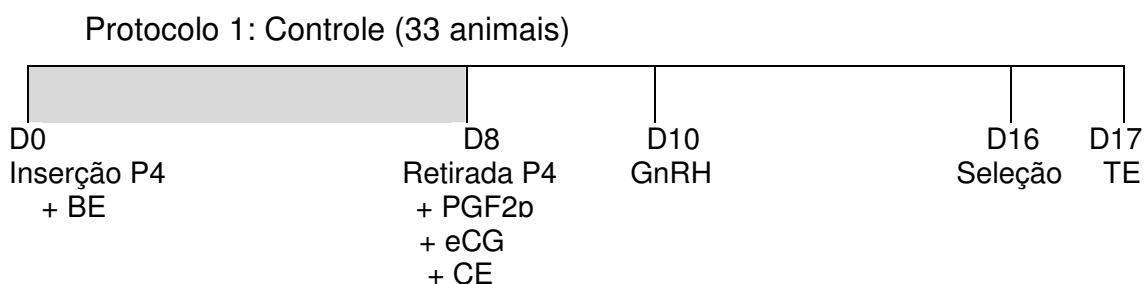 Protocolo 1: Controle (33 animais)
D0 D8 D10 D16 D17
Inserção P4 Retirada P4 GnRH Seleção TE
+ BE + PGF2α
+ eCG
+ CE